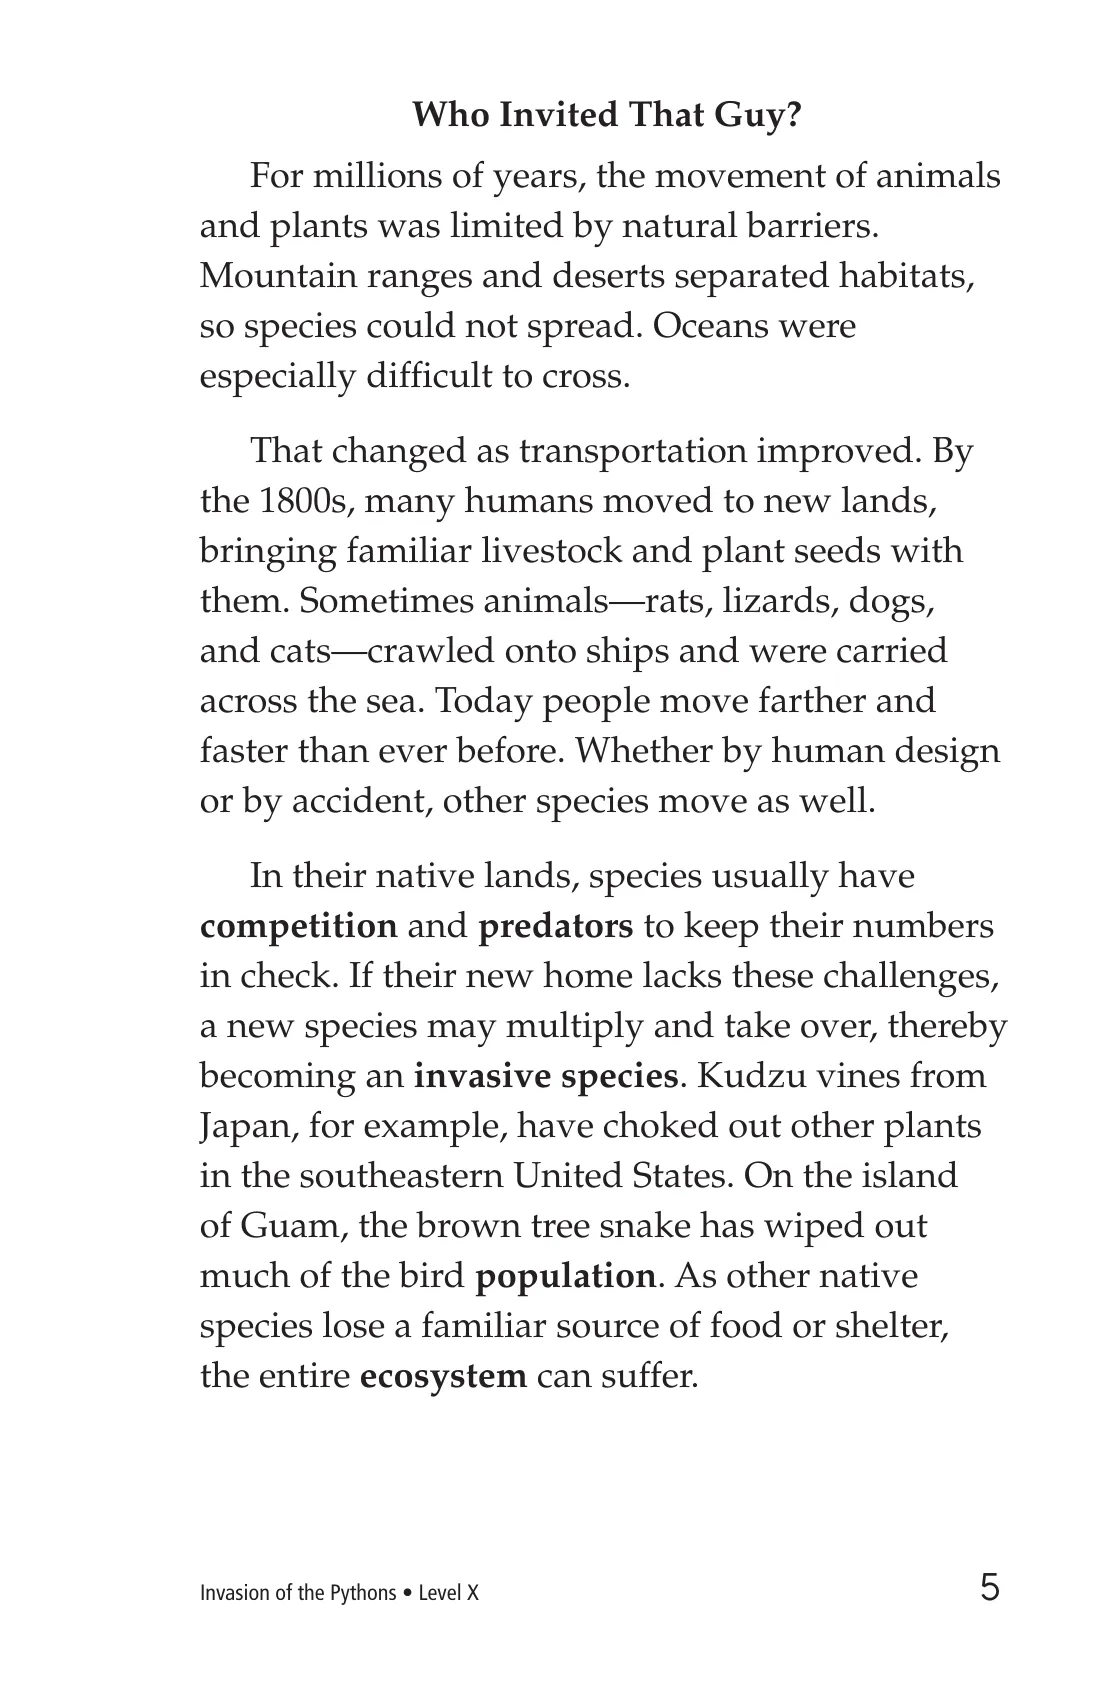 Who Invited That Guy?
For millions of years, the movement of animals
and plants was limited by natural barriers.
Mountain ranges and deserts separated habitats,
so species could not spread. Oceans were
especially difficult to cross.
That changed as transportation improved. By
the 1800s, many humans moved to new lands,
bringing familiar livestock and plant seeds with
them. Sometimes animals—rats, lizards, dogs,
and cats—crawled onto ships and were carried
across the sea. Today people move farther and
faster than ever before. Whether by human design
or by accident, other species move as well.
In their native lands, species usually have
competition and predators to keep their numbers
in check. If their new home lacks these challenges,
a new species may multiply and take over, thereby
becoming an invasive species. Kudzu vines from
Japan, for example, have choked out other plants
in the southeastern United States. On the island
of Guam, the brown tree snake has wiped out
much of the bird population. As other native
species lose a familiar source of food or shelter,
the entire ecosystem can suffer.
Invasion of the Pythons • Level X
5